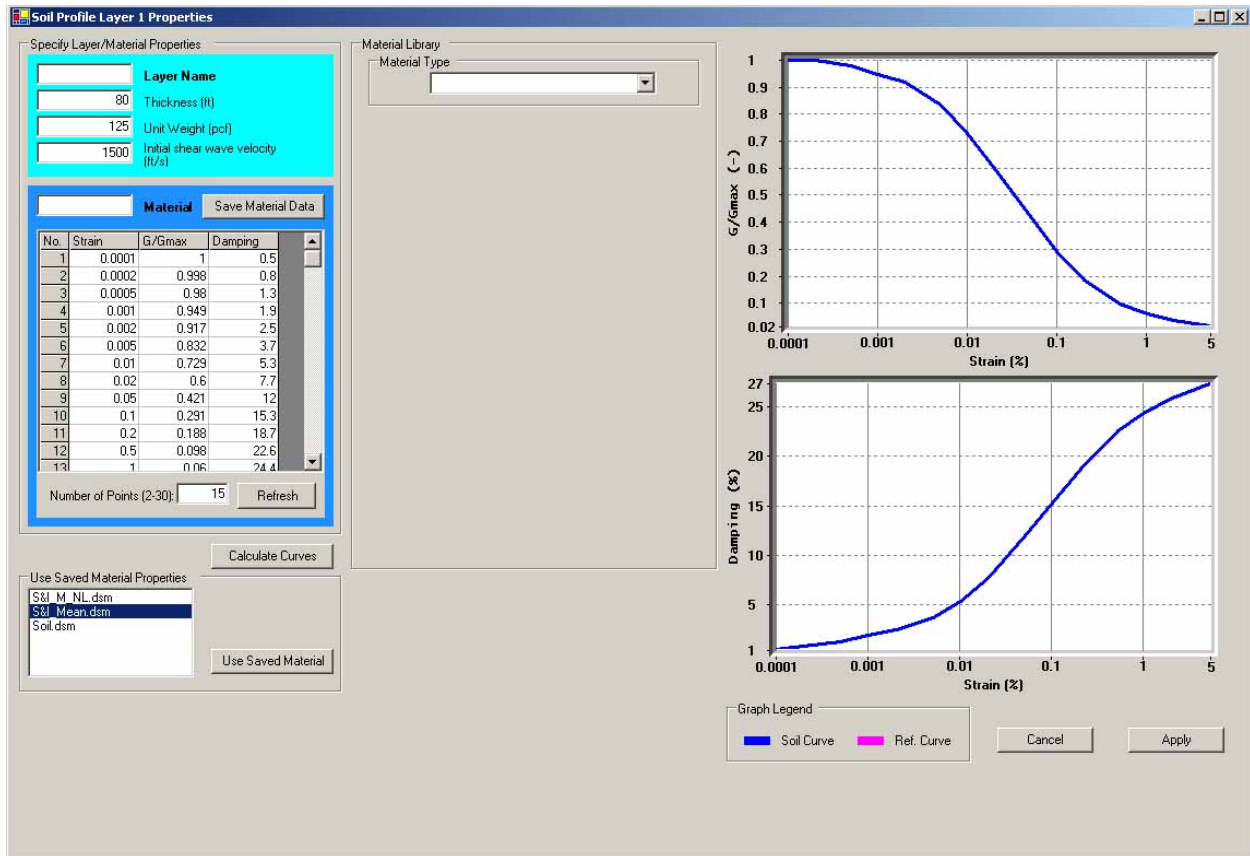 Soil Profile Layer 1 Properties
Specify Layer/Material Properties
Layer Name
80 Thickness (ft)
125 Unit Weight (pcf)
1500 Initial shear wave velocity
(ft/s)
Material Save Material Data
No. Strain G/Gmax Damping
1 0.0001 1 0.5
2 0.0002 0.998 0.8
3 0.0005 0.98 1.3
4 0.001 0.949 1.9
5 0.002 0.917 2.5
6 0.005 0.832 3.7
7 0.01 0.729 5.3
8 0.02 0.6 7.7
9 0.05 0.421 12
10 0.1 0.291 15.3
11 0.2 0.188 18.7
12 0.5 0.098 22.6
13 1 0.06 24.4
Number of Points (2-30): 15 Refresh
Calculate Curves
Use Saved Material Properties
S&I_M_NL.dsm
S&I_Mean.dsm
Soil.dsm
Use Saved Material
Material Library
Material Type
G/Gmax (-)
1
0.9
0.8
0.7
0.6
0.5
0.4
0.3
0.2
0.1
0.02
0.0001 0.001 0.01 0.1 1 5
Strain (%)
Damping (%)
27
25
20
15
10
5
1
0.0001 0.001 0.01 0.1 1 5
Strain (%)
Graph Legend
Soil Curve Ref. Curve
Cancel Apply